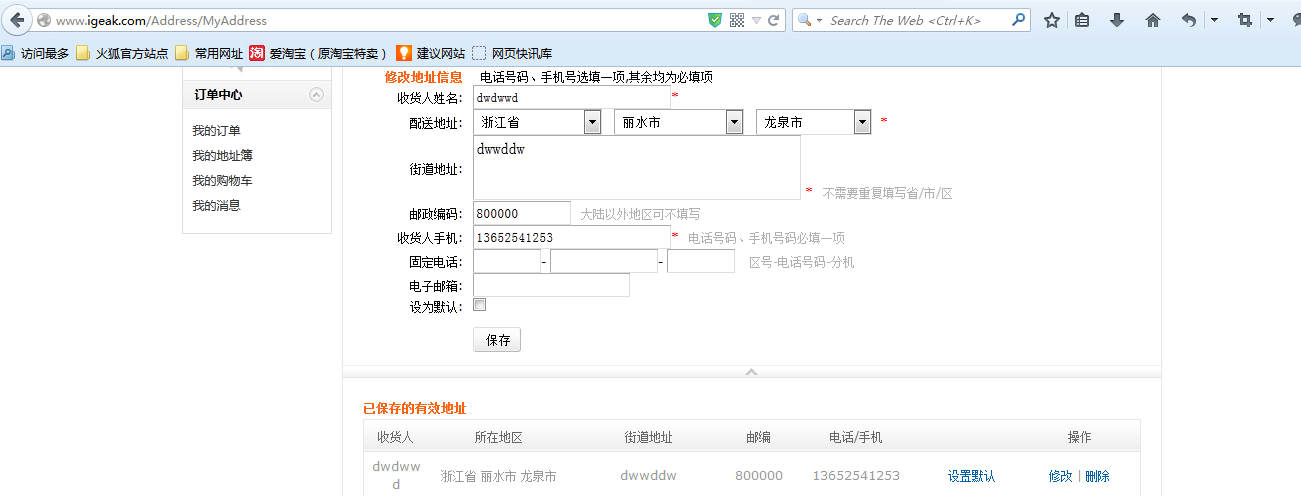 www.igeak.com/Address/MyAddress
Search The Web <Ctrl+K>
访问最多 火狐官方站点 常用网址 淘 爱淘宝（原淘宝特卖） 建议网站 网页快讯库
订单中心
我的订单
我的地址簿
我的购物车
我的消息
修改地址信息 电话号码、手机号选填一项,其余均为必填项
收货人姓名: dwdwwd *
配送地址: 浙江省 丽水市 龙泉市 *
街道地址: dwwddw * 不需要重复填写省/市/区
邮政编码: 800000 大陆以外地区可不填写
收货人手机: 13652541253 * 电话号码、手机号码必填一项
固定电话: - - 区号-电话号码-分机
电子邮箱:
设为默认:
保存
已保存的有效地址
收货人 所在地区 街道地址 邮编 电话/手机 操作
dwdww
d 浙江省 丽水市 龙泉市 dwwddw 800000 13652541253 设置默认 修改 | 删除